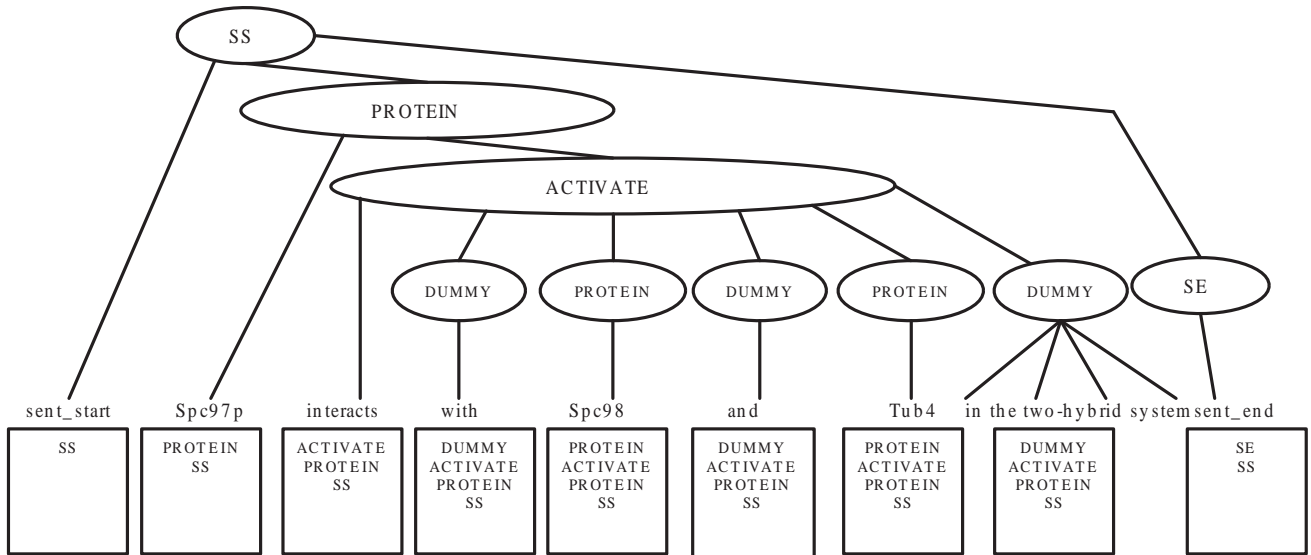 SS
PROTEIN
ACTIVATE
DUMMY PROTEIN DUMMY PROTEIN DUMMY SE
sent_start Spc97p interacts with Spc98 and Tub4 in the two-hybrid system sent_end
SS PROTEIN ACTIVATE DUMMY PROTEIN DUMMY PROTEIN DUMMY SE
SS PROTEIN ACTIVATE ACTIVATE ACTIVATE ACTIVATE ACTIVATE SS
SS PROTEIN PROTEIN PROTEIN PROTEIN PROTEIN
SS SS SS SS SS